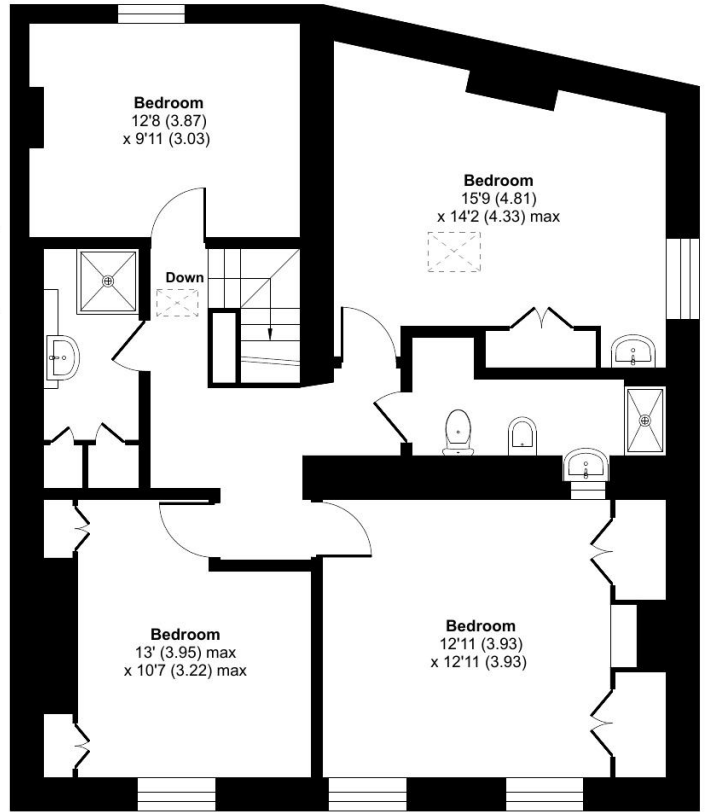 Bedroom
12'8 (3.87)
x 9'11 (3.03)
Bedroom
15'9 (4.81)
x 14'2 (4.33) max
Down
Bedroom
13' (3.95) max
x 10'7 (3.22) max
Bedroom
12'11 (3.93)
x 12'11 (3.93)